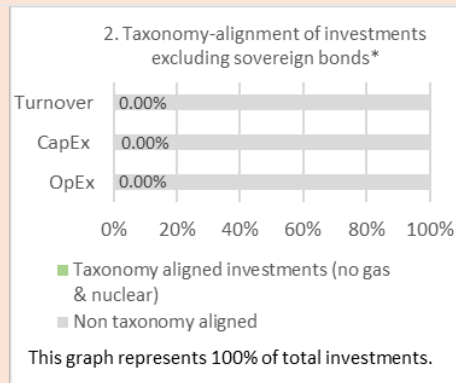 2. Taxonomy-alignment of investments
excluding sovereign bonds*
Turnover 0.00%
CapEx 0.00%
OpEx 0.00%
0% 20% 40% 60% 80% 100%
Taxonomy aligned investments (no gas
& nuclear)
Non taxonomy aligned
This graph represents 100% of total investments.